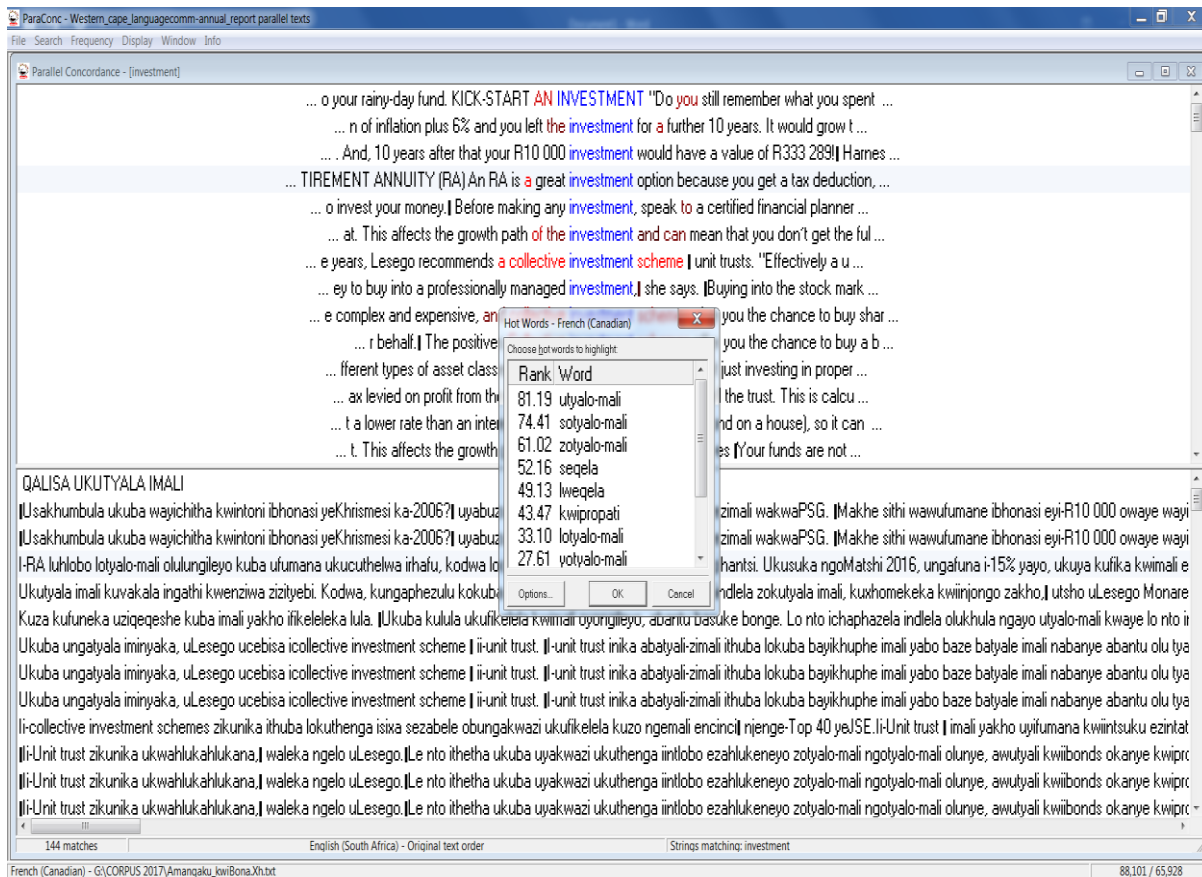 ParaConc - Western_cape_languagecomm-annual_report parallel texts
File Search Frequency Display Window Info
Parallel Concordance - [investment]
... o your rainy-day fund. KICK-START AN INVESTMENT "Do you still remember what you spent ...
... n of inflation plus 6% and you left the investment for a further 10 years. It would grow t ...
... . And, 10 years after that your R10 000 investment would have a value of R333 289! Harnes ...
... TIREMENT ANNUITY (RA) An RA is a great investment option because you get a tax deduction, ...
... o invest your money. Before making any investment, speak to a certified financial planner ...
... at. This affects the growth path of the investment and can mean that you don't get the ful ...
... e years, Lesego recommends a collective investment scheme unit trusts. "Effectively a u ...
... ey to buy into a professionally managed investment, she says. Buying into the stock mark ...
... e complex and expensive, an you the chance to buy shar ...
... r behalf. The positive you the chance to buy a b ...
... fferent types of asset class just investing in proper ...
... ax levied on profit from the the trust. This is calcu ...
... t a lower rate than an inter nd on a house), so it can ...
... t. This affects the growth es Your funds are not ...
Hot Words - French (Canadian)
Choose hot words to highlight
Rank Word
81.19 utyalo-mali
74.41 sotyalo-mali
61.02 zotyalo-mali
52.16 seqela
49.13 lweqela
43.47 kwipropati
33.10 lotyalo-mali
27.61 yotyalo-mali
Options... OK Cancel
QALISA UKUTYALA IMALI
Usakhumbula ukuba wayichitha kwintoni ibhonasi yeKhrismesi ka-2006? uyabuz zimali wakwaPSG. Makhe sithi wawufumane ibhonasi eyi-R10 000 owaye wayi
Usakhumbula ukuba wayichitha kwintoni ibhonasi yeKhrismesi ka-2006? uyabuz zimali wakwaPSG. Makhe sithi wawufumane ibhonasi eyi-R10 000 owaye wayi
I-RA luhlobo lotyalo-mali olulungileyo kuba ufumana ukucuthelwa irhafu, kodwa lo hantsi. Ukusuka ngoMatshi 2016, ungafuna i-15% yayo, ukuya kufika kwimali e
Ukutyala imali kuvakala ingathi kwenziwa zizityebi. Kodwa, kungaphezulu kokuba ndlela zokutyala imali, kuxhomekeka kwiinjongo zakho, utsho uLesego Monare
Kuza kufuneka uziqeqeshe kuba imali yakho ifikeleleka lula. Ukuba kulula ukufikelela kwimali oyongileyo, abantu basuke bonge. Lo nto ichaphazela indlela olukhula ngayo utyalo-mali kwaye lo nto in
Ukuba ungatyala iminyaka, uLesego ucebisa icollective investment scheme ii-unit trust. I-unit trust inika abatyali-zimali ithuba lokuba bayikhuphe imali yabo baze batyale imali nabanye abantu olu tya
Ukuba ungatyala iminyaka, uLesego ucebisa icollective investment scheme ii-unit trust. I-unit trust inika abatyali-zimali ithuba lokuba bayikhuphe imali yabo baze batyale imali nabanye abantu olu tya
Ukuba ungatyala iminyaka, uLesego ucebisa icollective investment scheme ii-unit trust. I-unit trust inika abatyali-zimali ithuba lokuba bayikhuphe imali yabo baze batyale imali nabanye abantu olu tya
Ii-collective investment schemes zikunika ithuba lokuthenga isixa sezabele obungakwazi ukufikelela kuzo ngemali encinci njenge-Top 40 yeJSE.Ii-Unit trust imali yakho uyifumana kwiintsuku ezintat
Ii-Unit trust zikunika ukwahlukahlukana, waleka ngelo uLesego. Le nto ithetha ukuba uyakwazi ukuthenga iintlobo ezahlukeneyo zotyalo-mali ngotyalo-mali olunye, awutyali kwiibonds okanye kwiprc
Ii-Unit trust zikunika ukwahlukahlukana, waleka ngelo uLesego. Le nto ithetha ukuba uyakwazi ukuthenga iintlobo ezahlukeneyo zotyalo-mali ngotyalo-mali olunye, awutyali kwiibonds okanye kwiprc
Ii-Unit trust zikunika ukwahlukahlukana, waleka ngelo uLesego. Le nto ithetha ukuba uyakwazi ukuthenga iintlobo ezahlukeneyo zotyalo-mali ngotyalo-mali olunye, awutyali kwiibonds okanye kwiprc
144 matches English (South Africa) - Original text order Strings matching: investment
French (Canadian) - G:\CORPUS 2017\Amanqaku_kwiBona.Xh.txt 88,101 / 65,928